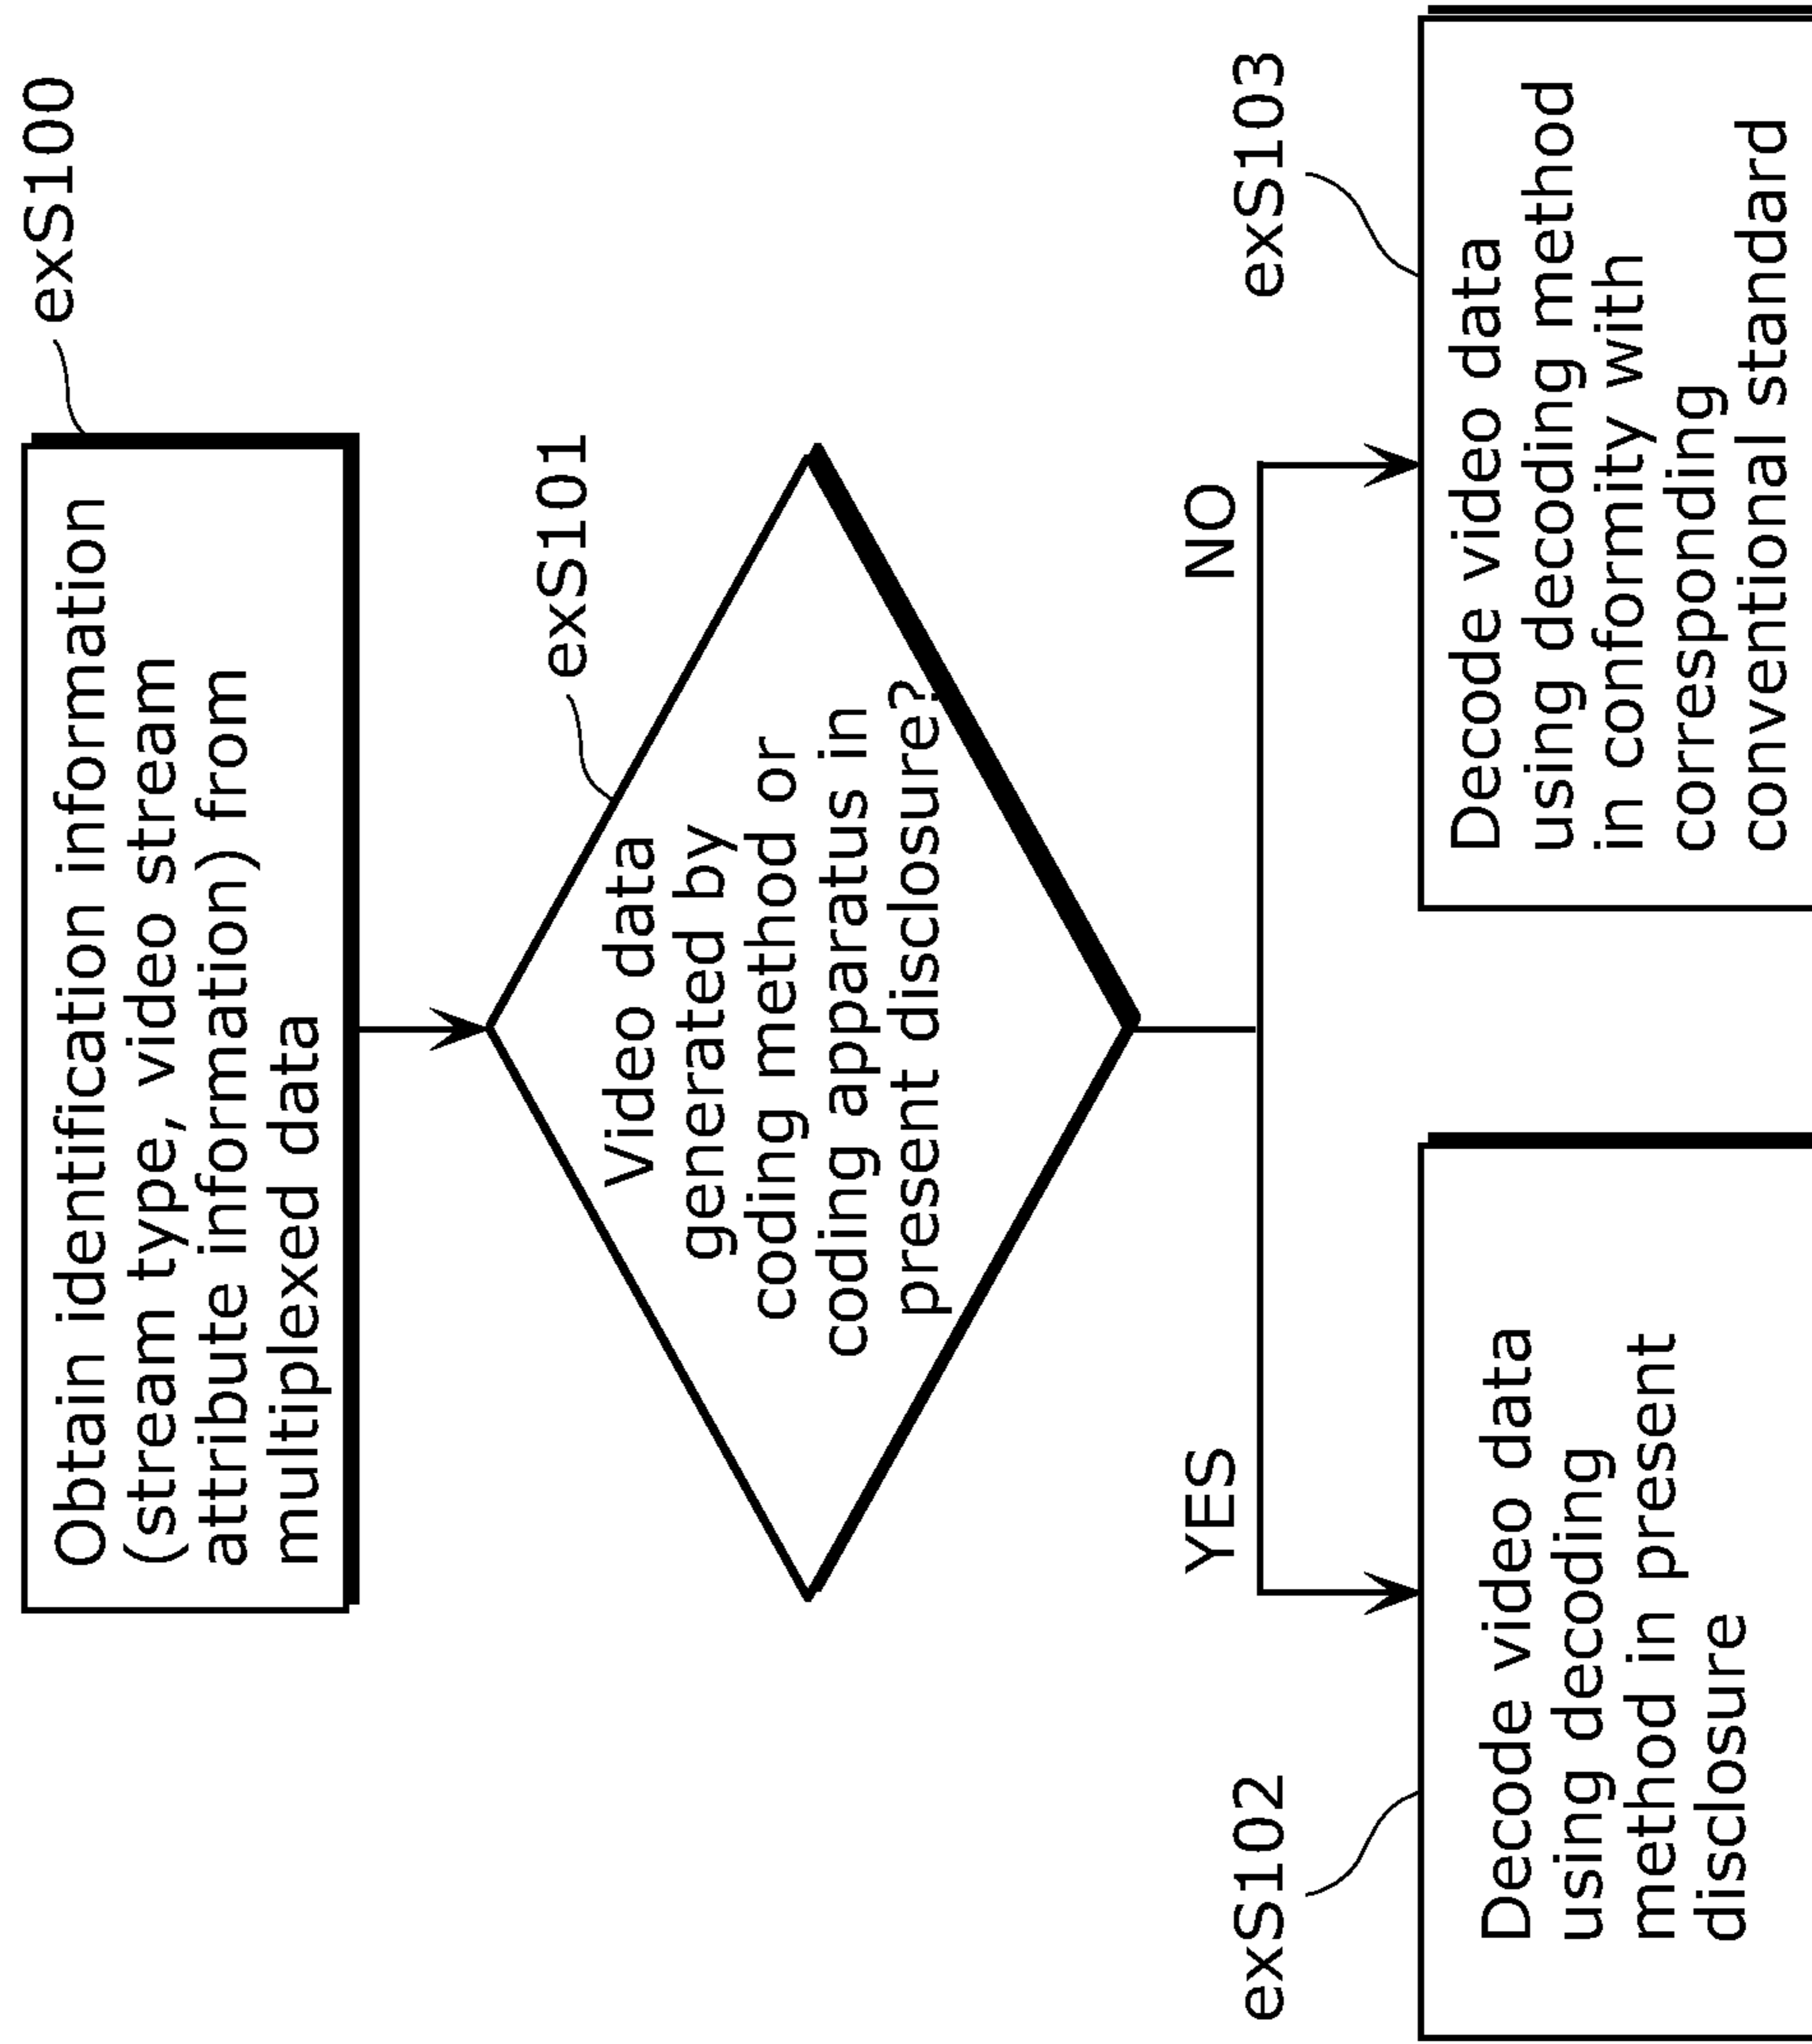 exS100
Obtain identification information
(stream type, video stream
attribute information) from
multiplexed data
exS101
Video data
generated by
coding method or
coding apparatus in
present disclosure?
YES
NO
exS102
Decode video data
using decoding
method in present
disclosure
exS103
Decode video data
using decoding method
in conformity with
corresponding
conventional standard